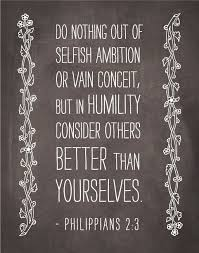 DO NOTHING OUT OF
SELFISH AMBITION
OR VAIN CONCEIT,
BUT IN HUMILITY
CONSIDER OTHERS
BETTER THAN
YOURSELVES.
- PHILIPPIANS 2:3